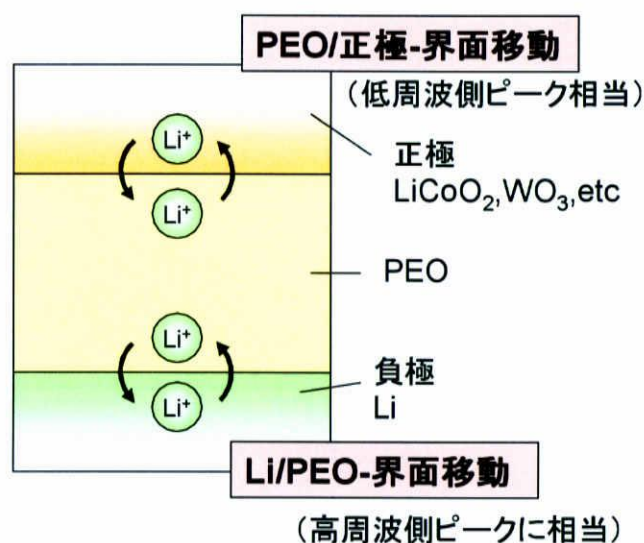 PEO/正極-界面移動
(低周波側ピーク相当)
Li⁺
正極
LiCoO₂,WO₃,etc
Li⁺
PEO
Li⁺
負極
Li⁺
Li
Li/PEO-界面移動
(高周波側ピークに相当)